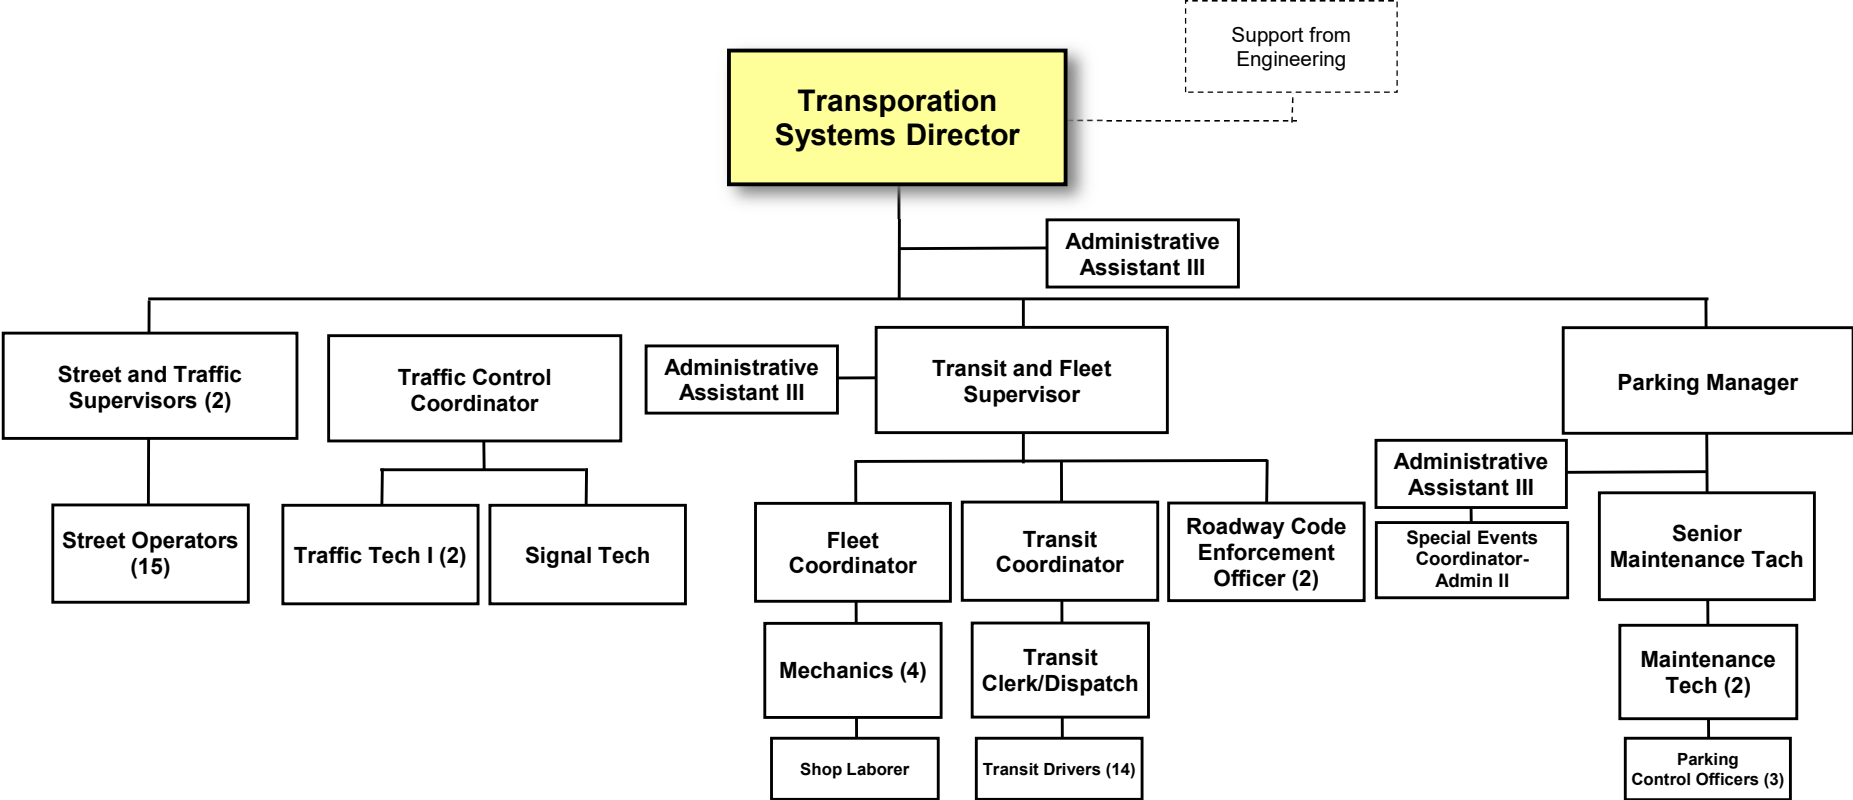 Support from
Engineering
Transporation
Systems Director
Administrative
Assistant III
Street and Traffic
Supervisors (2)
Traffic Control
Coordinator
Administrative
Assistant III
Transit and Fleet
Supervisor
Parking Manager
Administrative
Assistant III
Street Operators
(15)
Traffic Tech I (2)
Signal Tech
Fleet
Coordinator
Transit
Coordinator
Roadway Code
Enforcement
Officer (2)
Special Events
Coordinator-
Admin II
Senior
Maintenance Tach
Mechanics (4)
Transit
Clerk/Dispatch
Maintenance
Tech (2)
Shop Laborer
Transit Drivers (14)
Parking
Control Officers (3)